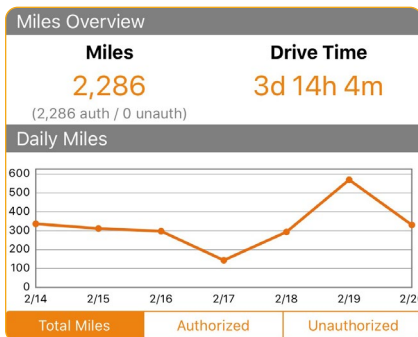 Miles Overview
Miles Drive Time
2,286 3d 14h 4m
(2,286 auth / 0 unauth)
Daily Miles
600
500
400
300
200
100
0
2/14 2/15 2/16 2/17 2/18 2/19
Total Miles Authorized Unauthorized